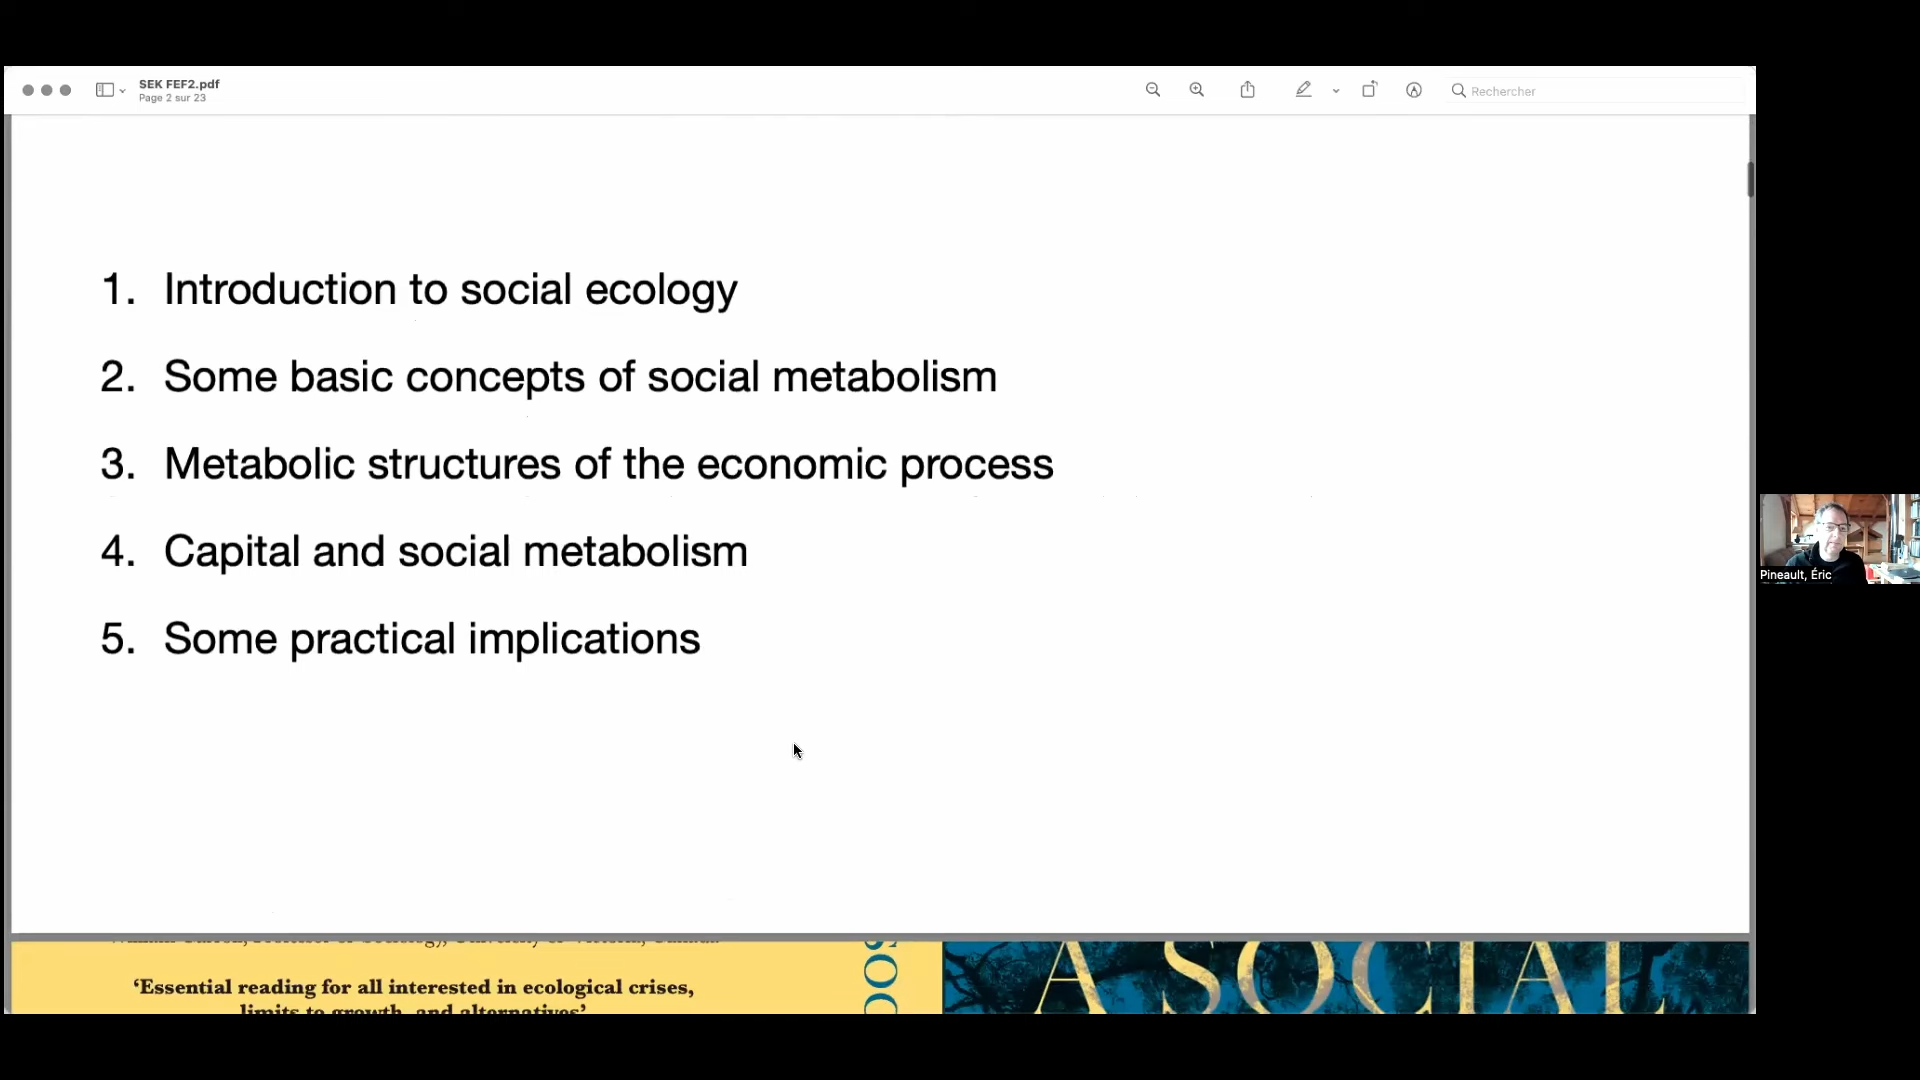 SEK FEF2.pdf
Page 2 sur 23
Rechercher
1. Introduction to social ecology
2. Some basic concepts of social metabolism
3. Metabolic structures of the economic process
4. Capital and social metabolism
5. Some practical implications
Pineault, Éric
‘Essential reading for all interested in ecological crises,
limits to growth, and alternatives’
SOC
A SOCIAL